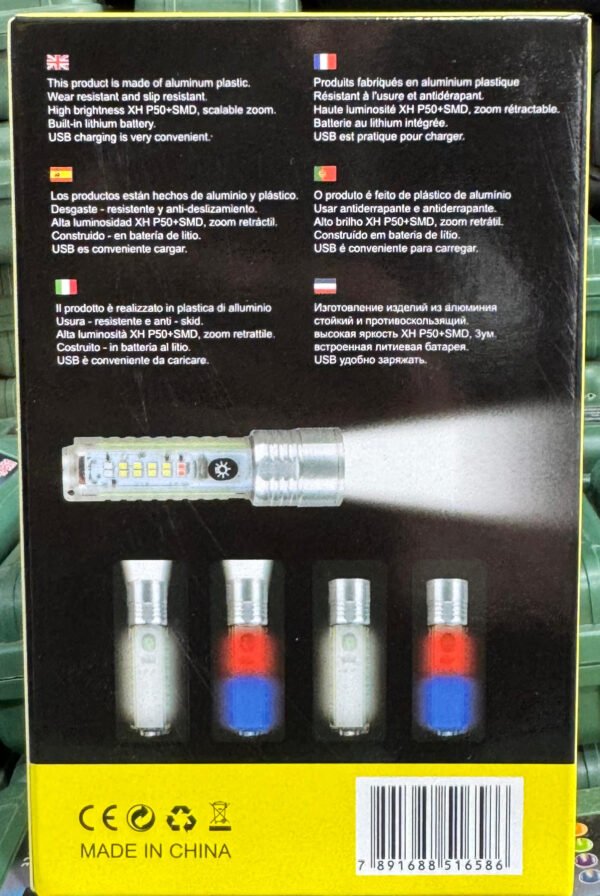 This product is made of aluminum plastic.
Wear resistant and slip resistant.
High brightness XH P50+SMD, scalable zoom.
Built-in lithium battery.
USB charging is very convenient.
Produits fabriqués en aluminium plastique
Résistant à l'usure et antidérapant.
Haute luminosité XH P50+SMD, zoom rétractable.
Batterie au lithium intégrée.
USB est pratique pour charger.
Los productos están hechos de aluminio y plástico.
Desgaste - resistente y anti-deslizamiento.
Alta luminosidad XH P50+SMD, zoom retráctil.
Construido - en batería de litio.
USB es conveniente cargar.
O produto é feito de plástico de alumínio
Usar antiderrapante e antiderrapante.
Alto brilho XH P50+SMD, zoom retrátil.
Construído em bateria de lítio.
USB é conveniente para carregar.
Il prodotto è realizzato in plastica di alluminio
Usura - resistente e anti - skid.
Alta luminosità XH P50+SMD, zoom retrattile.
Costruito - in batteria al litio.
USB è conveniente da caricare.
Изготовление изделий из алюминия
стойкий и противоскользящий.
высокая яркость XH P50+SMD, Зум.
встроенная литиевая батарея.
USB удобно заряжать.
CE
MADE IN CHINA
7 891688 516586